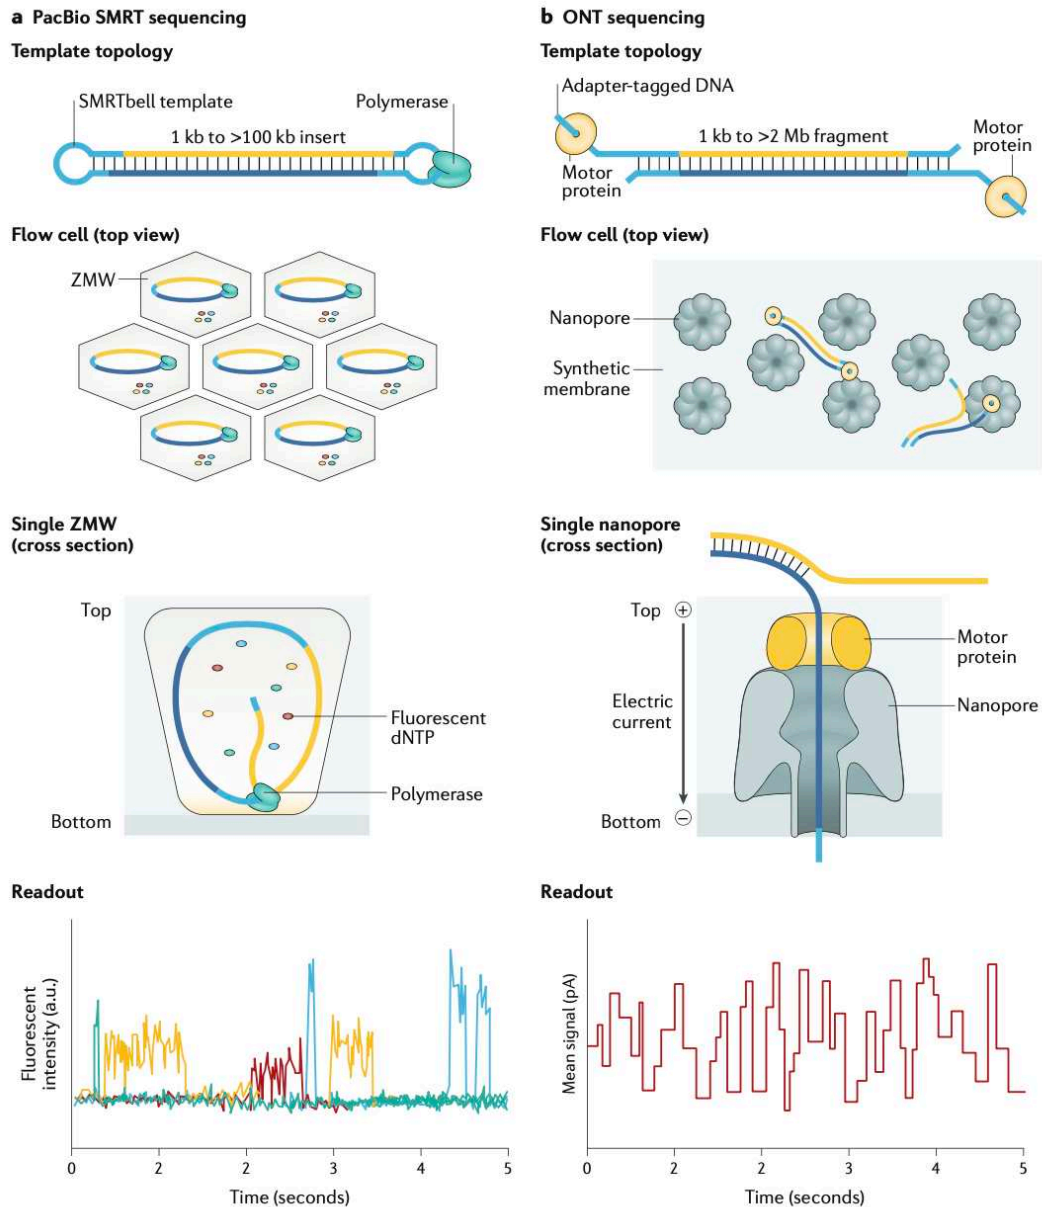 a PacBio SMRT sequencing
Template topology
SMRTbell template
Polymerase
1 kb to >100 kb insert
Flow cell (top view)
ZMW
Single ZMW
(cross section)
Top
Fluorescent
dNTP
Polymerase
Bottom
Readout
Fluorescent
intensity (a.u.)
0 2 2 3 4 5
Time (seconds)
b ONT sequencing
Template topology
Adapter-tagged DNA
1 kb to >2 Mb fragment
Motor
protein
Motor
protein
Flow cell (top view)
Nanopore
Synthetic
membrane
Single nanopore
(cross section)
Top +
Motor
protein
Electric
current
Nanopore
Bottom −
Readout
Mean signal (pA)
0 2 2 3 4 5
Time (seconds)